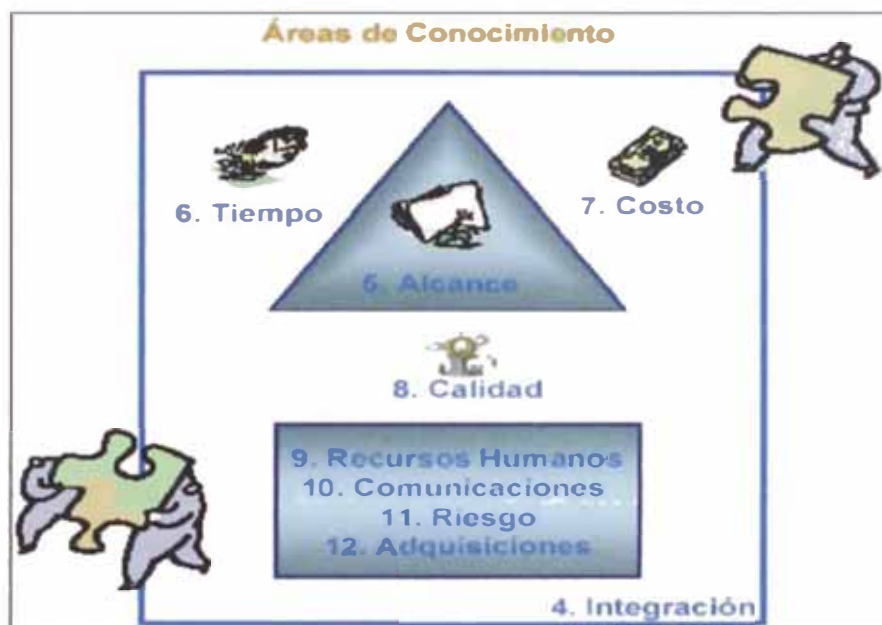 Áreas de Conocimiento
6. Tiempo
7. Costo
5. Alcance
8. Calidad
9. Recursos Humanos
10. Comunicaciones
11. Riesgo
12. Adquisiciones
4. Integración